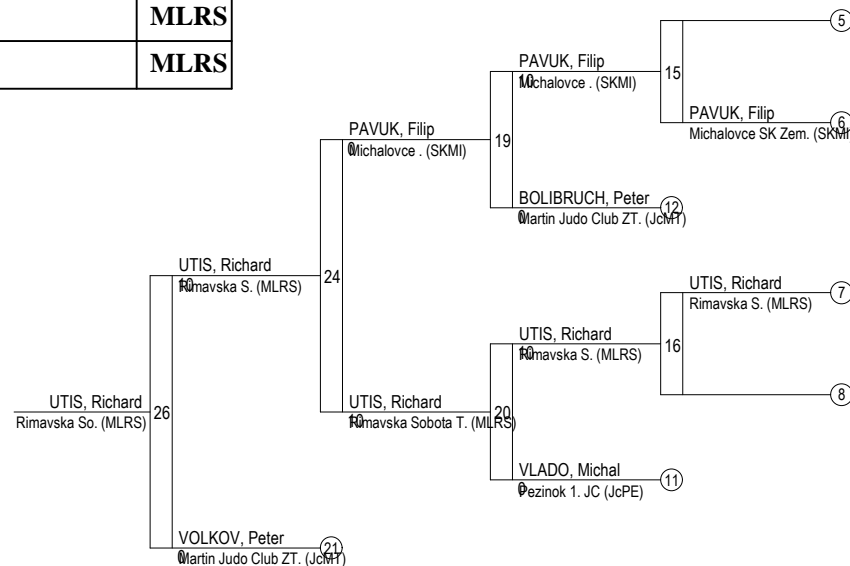 MLRS
MLRS
5
PAVUK, Filip
10
Michalovce . (SKMI)
15
PAVUK, Filip
6
Michalovce SK Zem. (SKMI
PAVUK, Filip
0
Michalovce . (SKMI)
19
BOLIBRUCH, Peter
12
0
Martin Judo Club ZT. (JcMT)
UTIS, Richard
10
Rimavska S. (MLRS)
24
UTIS, Richard
7
Rimavska S. (MLRS)
UTIS, Richard
10
Rimavska S. (MLRS)
16
8
UTIS, Richard
26
Rimavska So. (MLRS)
UTIS, Richard
10
Rimavska Sobota T. (MLRS)
20
VLADO, Michal
11
0
Pezinok 1. JC (JcPE)
VOLKOV, Peter
21
0
Martin Judo Club ZT. (JcMT)